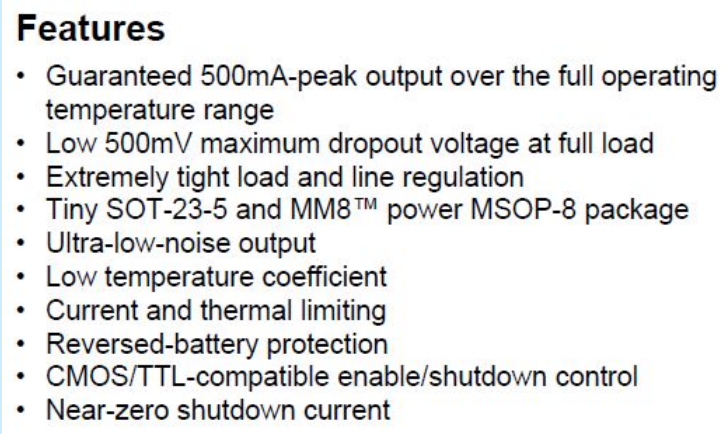 Features
• Guaranteed 500mA-peak output over the full operating
temperature range
• Low 500mV maximum dropout voltage at full load
• Extremely tight load and line regulation
• Tiny SOT-23-5 and MM8™ power MSOP-8 package
• Ultra-low-noise output
• Low temperature coefficient
• Current and thermal limiting
• Reversed-battery protection
• CMOS/TTL-compatible enable/shutdown control
• Near-zero shutdown current